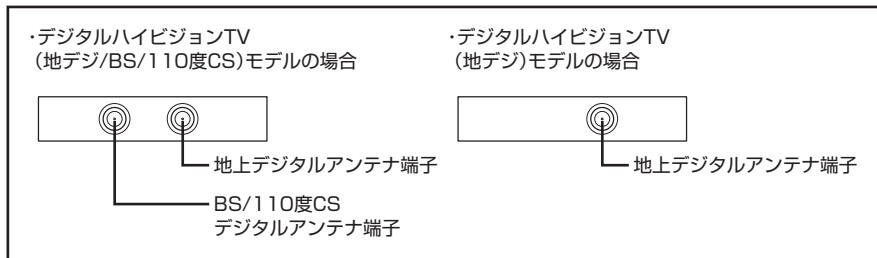 ・デジタルハイビジョンTV
（地デジ/BS/110度CS）モデルの場合
地上デジタルアンテナ端子
BS/110度CS
デジタルアンテナ端子
・デジタルハイビジョンTV
（地デジ）モデルの場合
地上デジタルアンテナ端子